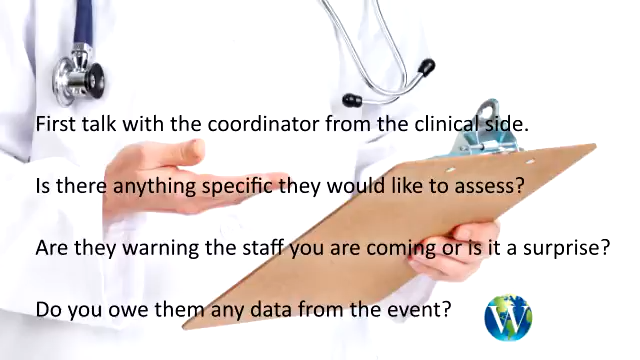 First talk with the coordinator from the clinical side.
Is there anything specific they would like to assess?
Are they warning the staff you are coming or is it a surprise?
Do you owe them any data from the event?
W